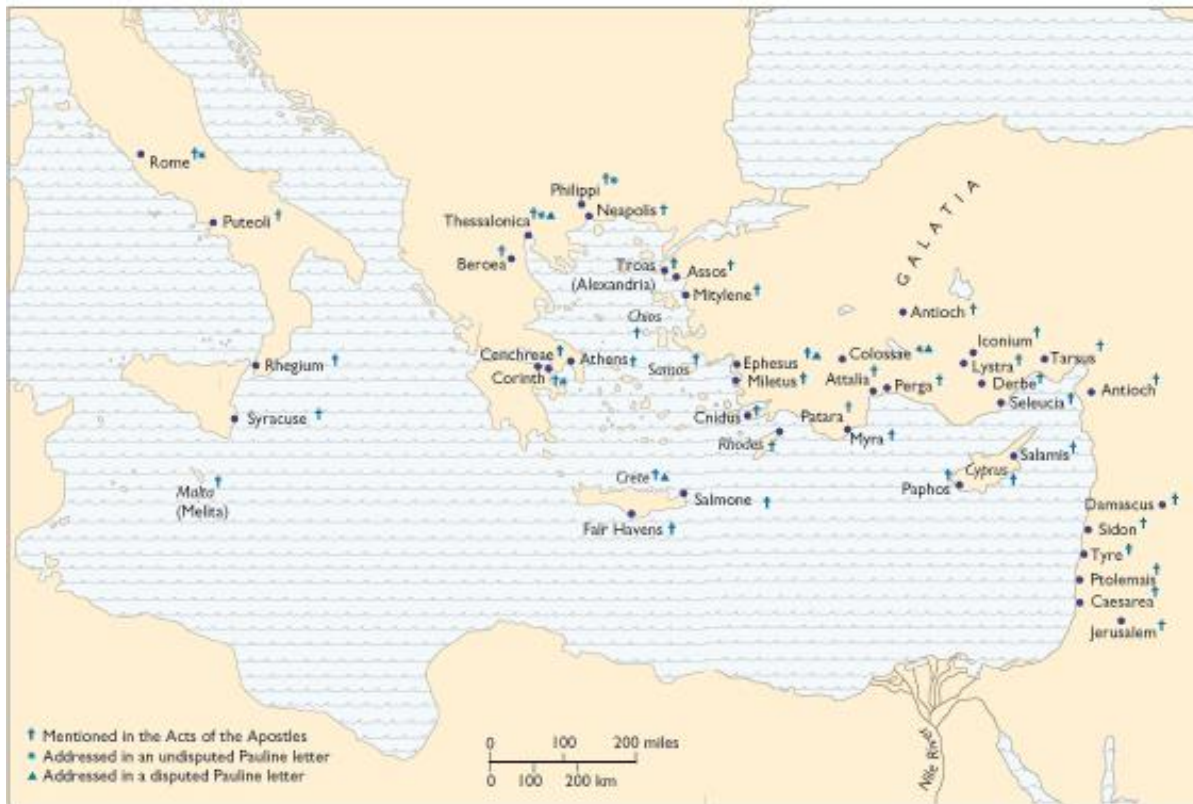 Rome †*
Puteoli †
Philippi †*
Neapolis †
Thessalonica †*▲
Beroea †
Troas †
(Alexandria)
Assos †
Mitylene †
Chios †
GALATIA
Antioch †
Rhegium †
Syracuse †
Malta †
(Melita)
Cenchreae †
Corinth †*
Athens †
Samos †
Ephesus †▲
Miletus †
Colossae *▲
Attalia †
Perga †
Iconium †
Lystra †
Derbe †
Tarsus †
Seleucia †
Antioch †
Cnidus †
Rhodes †
Patara †
Myra †
Crete †▲
Salmone †
Fair Havens †
Salamis †
Cyprus †
Paphos †
Damascus †
Sidon †
Tyre †
Ptolemais †
Caesarea †
Jerusalem †
Nile River
† Mentioned in the Acts of the Apostles
* Addressed in an undisputed Pauline letter
▲ Addressed in a disputed Pauline letter
0 100 200 miles
0 100 200 km